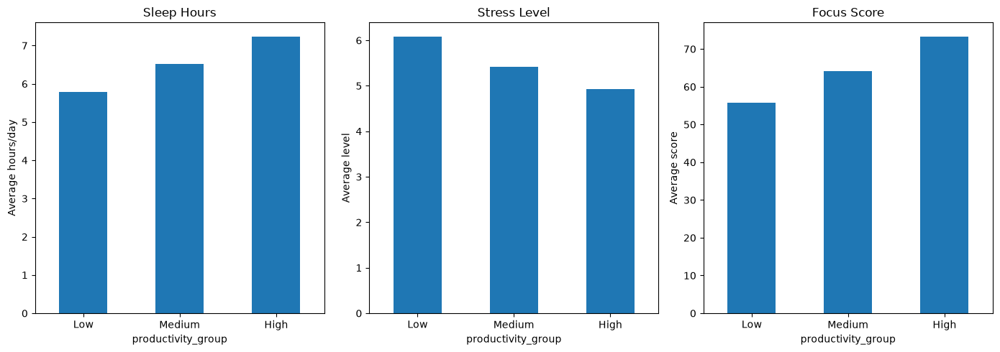 Sleep Hours
Average hours/day
7
6
5
4
3
2
1
0
Low Medium High
productivity_group
Stress Level
Average level
6
5
4
3
2
1
0
Low Medium High
productivity_group
Focus Score
Average score
70
60
50
40
30
20
10
0
Low Medium High
productivity_group